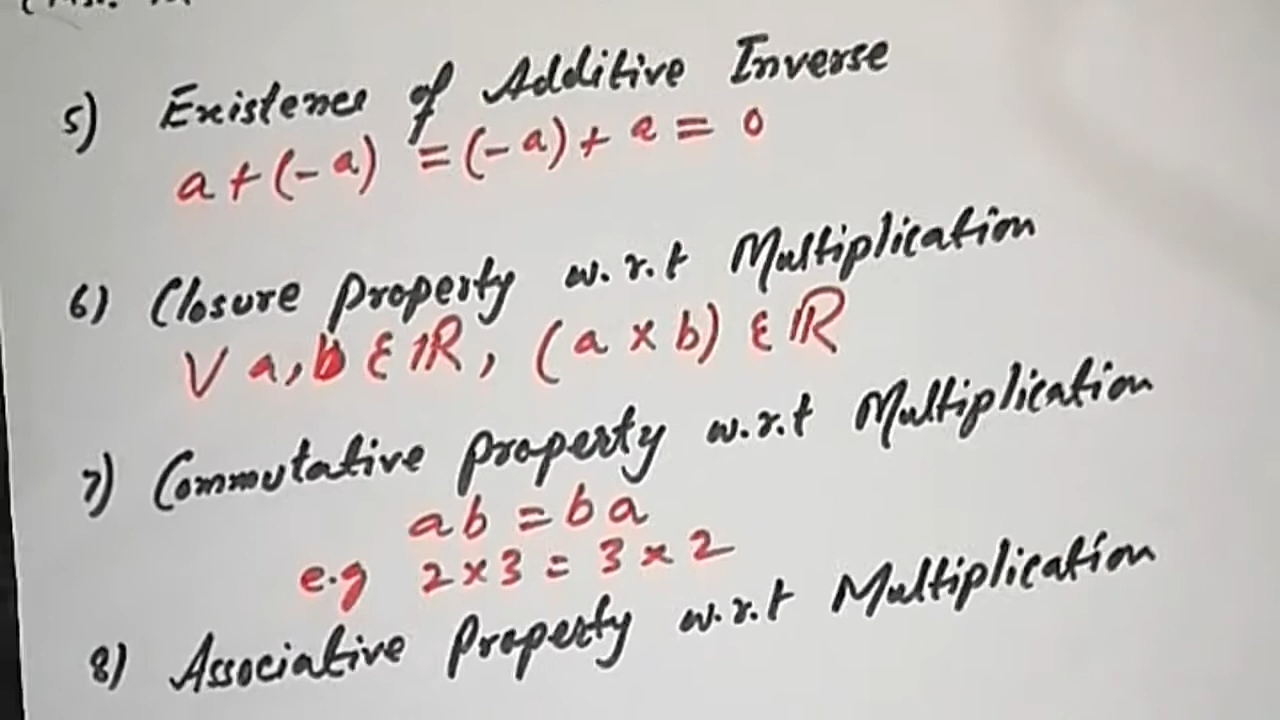 5) Existence of Additive Inverse
a + (-a) = (-a) + a = 0
6) Closure property w.r.t Multiplication
∀ a, b ∈ ℝ, (a × b) ∈ ℝ
7) Commutative property w.r.t Multiplication
ab = ba
e.g 2 × 3 = 3 × 2
8) Associative Property w.r.t Multiplication